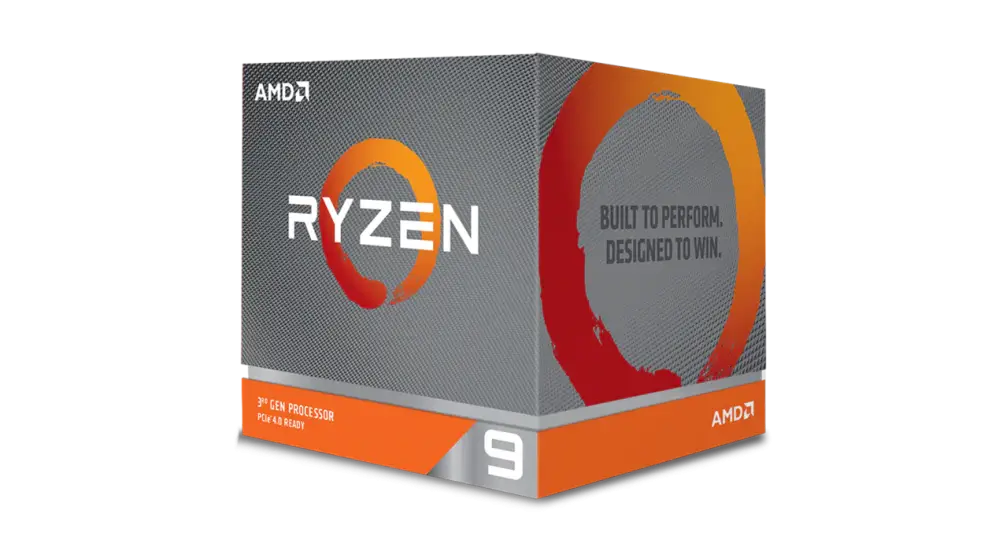 AMD
RYZEN
3RD GEN PROCESSOR
PCIe® 4.0 READY
9
BUILT TO PERFORM.
DESIGNED TO WIN.
AMD